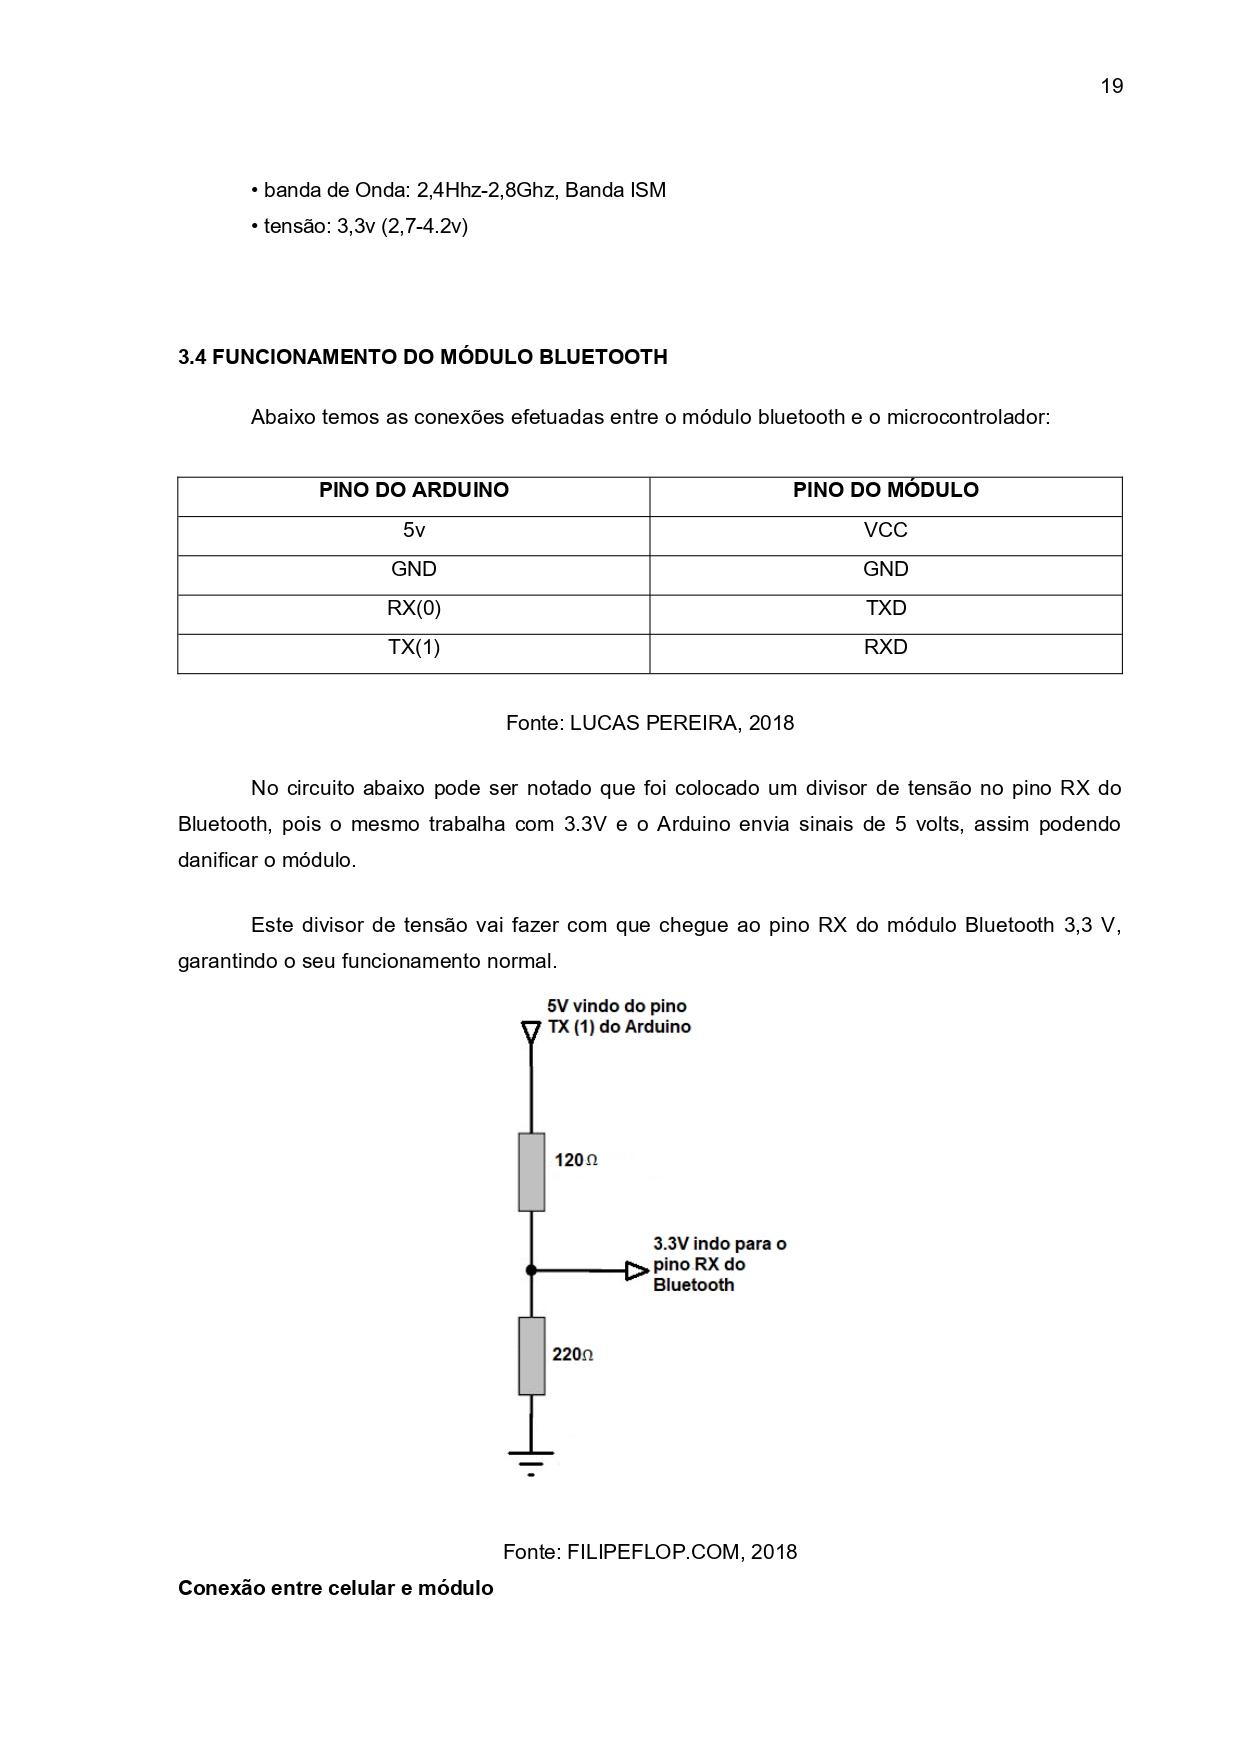 19
• banda de Onda: 2,4Hhz-2,8Ghz, Banda ISM
• tensão: 3,3v (2,7-4.2v)
3.4 FUNCIONAMENTO DO MÓDULO BLUETOOTH
Abaixo temos as conexões efetuadas entre o módulo bluetooth e o microcontrolador:
PINO DO ARDUINO PINO DO MÓDULO
5v VCC
GND GND
RX(0) TXD
TX(1) RXD
Fonte: LUCAS PEREIRA, 2018
No circuito abaixo pode ser notado que foi colocado um divisor de tensão no pino RX do
Bluetooth, pois o mesmo trabalha com 3.3V e o Arduino envia sinais de 5 volts, assim podendo
danificar o módulo.
Este divisor de tensão vai fazer com que chegue ao pino RX do módulo Bluetooth 3,3 V,
garantindo o seu funcionamento normal.
5V vindo do pino
TX (1) do Arduino
120Ω
3.3V indo para o
pino RX do
Bluetooth
220Ω
Fonte: FILIPEFLOP.COM, 2018
Conexão entre celular e módulo